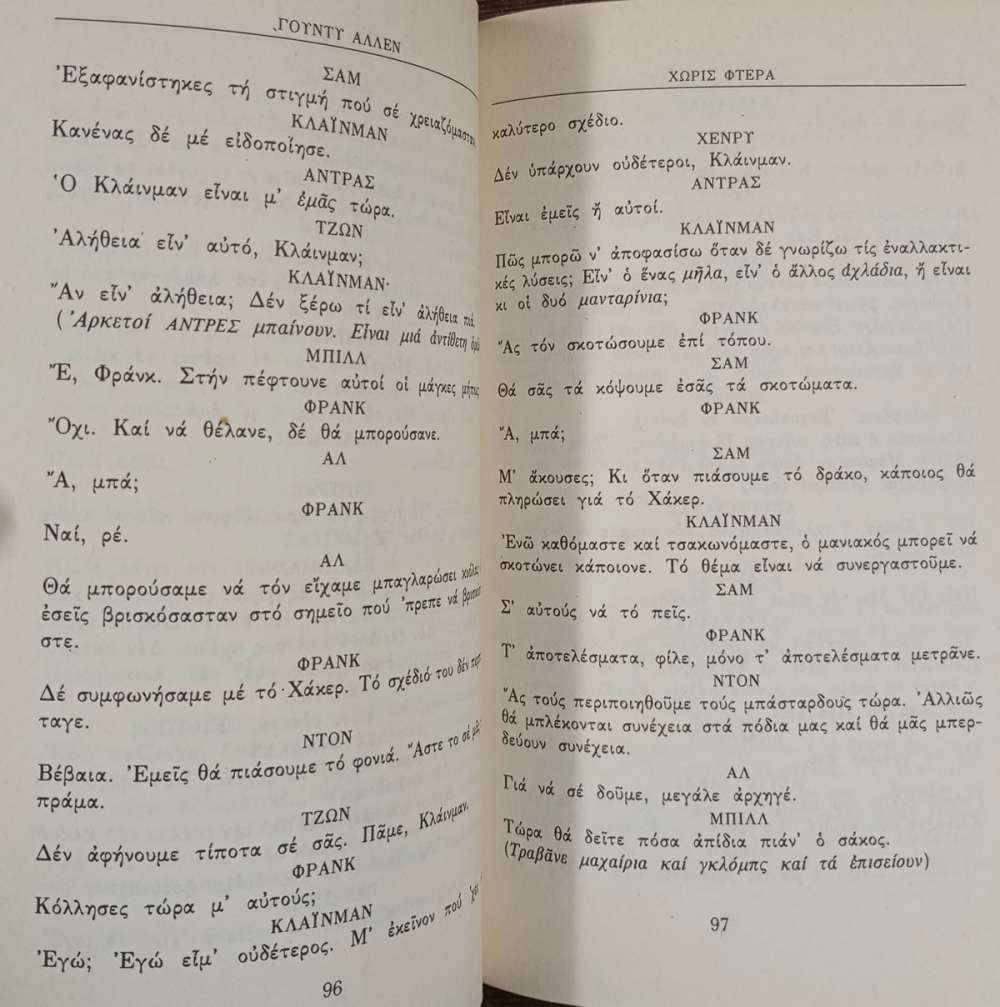 ΓΟΥΝΤΥ ΑΛΛΕΝ
ΣΑΜ
Ἐξαφανίστηκες τή στιγμή πού σέ χρειαζόμασταν.
ΚΛΑΪΝΜΑΝ
Κανένας δέ μέ εἰδοποίησε.
ΑΝΤΡΑΣ
Ὁ Κλάινμαν εἶναι μ' ἐμᾶς τώρα.
ΤΖΩΝ
Ἀλήθεια εἶν' αὐτό, Κλάινμαν;
ΚΛΑΪΝΜΑΝ
Ἄν εἶν' ἀλήθεια; Δέν ξέρω τί εἶν' ἀλήθεια πιά.
(Ἀρκετοί ΑΝΤΡΕΣ μπαίνουν. Εἶναι μιά ἀντίθετη
ΜΠΙΛΛ
Ἔ, Φράνκ. Στήν πέφτουνε αὐτοί οἱ μάγκες μήπως;
ΦΡΑΝΚ
Ὄχι. Καί νά θέλανε, δέ θά μπορούσανε.
ΑΛ
Ἄ, μπά;
ΦΡΑΝΚ
Ναί, ρέ.
ΑΛ
Θά μπορούσαμε νά τόν εἴχαμε μπαγλαρώσει
ἐσεῖς βρισκόσασταν στό σημεῖο πού 'πρεπε νά βρισκό
στε.
ΦΡΑΝΚ
Δέ συμφωνήσαμε μέ τό Χάκερ. Τό σχέδιό του δέν
ταγε.
ΝΤΟΝ
Βέβαια. Ἐμεῖς θά πιάσουμε τό φονιά. Ἄστε το σέ μᾶς
πράμα.
ΤΖΩΝ
Δέν ἀφήνουμε τίποτα σέ σᾶς. Πᾶμε, Κλάινμαν.
ΦΡΑΝΚ
Κόλλησες τώρα μ' αὐτούς;
ΚΛΑΪΝΜΑΝ
Ἐγώ; Ἐγώ εἶμ' οὐδέτερος. Μ' ἐκεῖνον πού 'χει
96
ΧΩΡΙΣ ΦΤΕΡΑ
καλύτερο σχέδιο.
ΧΕΝΡΥ
Δέν ὑπάρχουν οὐδέτεροι, Κλάινμαν.
ΑΝΤΡΑΣ
Εἶναι ἐμεῖς ἤ αὐτοί.
ΚΛΑΪΝΜΑΝ
Πῶς μπορῶ ν' ἀποφασίσω ὅταν δέ γνωρίζω τίς ἐναλλακτι-
κές λύσεις; Εἶν' ὁ ἕνας μῆλα, εἶν' ὁ ἄλλος ἀχλάδια, ἤ εἶναι
κι οἱ δυό μανταρίνια;
ΦΡΑΝΚ
Ἄς τόν σκοτώσουμε ἐπί τόπου.
ΣΑΜ
Θά σᾶς τά κόψουμε ἐσᾶς τά σκοτώματα.
ΦΡΑΝΚ
Ἄ, μπά;
ΣΑΜ
Μ' ἄκουσες; Κι ὅταν πιάσουμε τό δράκο, κάποιος θά
πληρώσει γιά τό Χάκερ.
ΚΛΑΪΝΜΑΝ
Ἐνῶ καθόμαστε καί τσακωνόμαστε, ὁ μανιακός μπορεῖ νά
σκοτώνει κάποιονε. Τό θέμα εἶναι νά συνεργαστοῦμε.
ΣΑΜ
Σ' αὐτούς νά τό πεῖς.
ΦΡΑΝΚ
Τ' ἀποτελέσματα, φίλε, μόνο τ' ἀποτελέσματα μετρᾶνε.
ΝΤΟΝ
Ἄς τούς περιποιηθοῦμε τούς μπάσταρδους τώρα. Ἀλλιῶς
θά μπλέκονται συνέχεια στά πόδια μας καί θά μᾶς μπερ-
δεύουν συνέχεια.
ΑΛ
Γιά νά σέ δοῦμε, μεγάλε ἀρχηγέ.
ΜΠΙΛΛ
Τώρα θά δεῖτε πόσα ἀπίδια πιάν' ὁ σάκος.
(Τραβᾶνε μαχαίρια καί γκλόμπς καί τά ἐπισείουν)
97